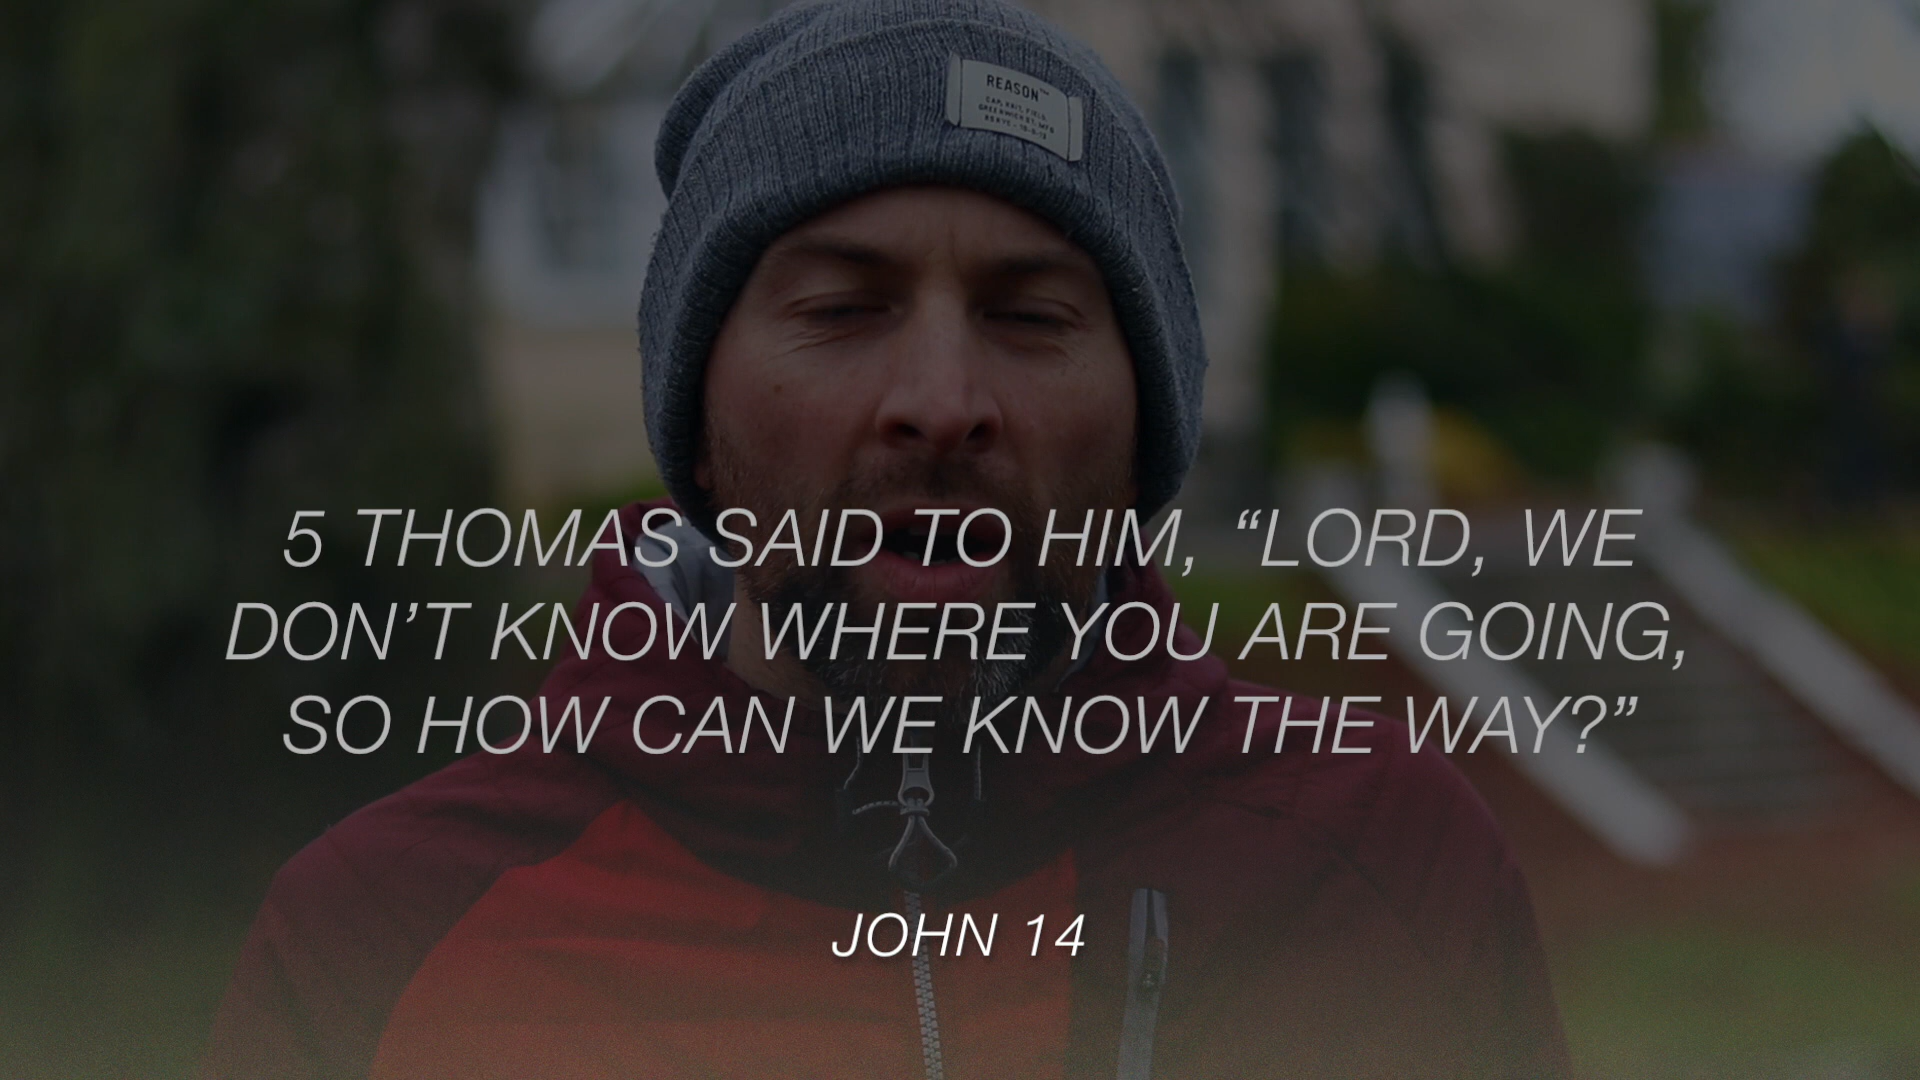 REASON
5 THOMAS SAID TO HIM, “LORD, WE
DON’T KNOW WHERE YOU ARE GOING,
SO HOW CAN WE KNOW THE WAY?”
JOHN 14